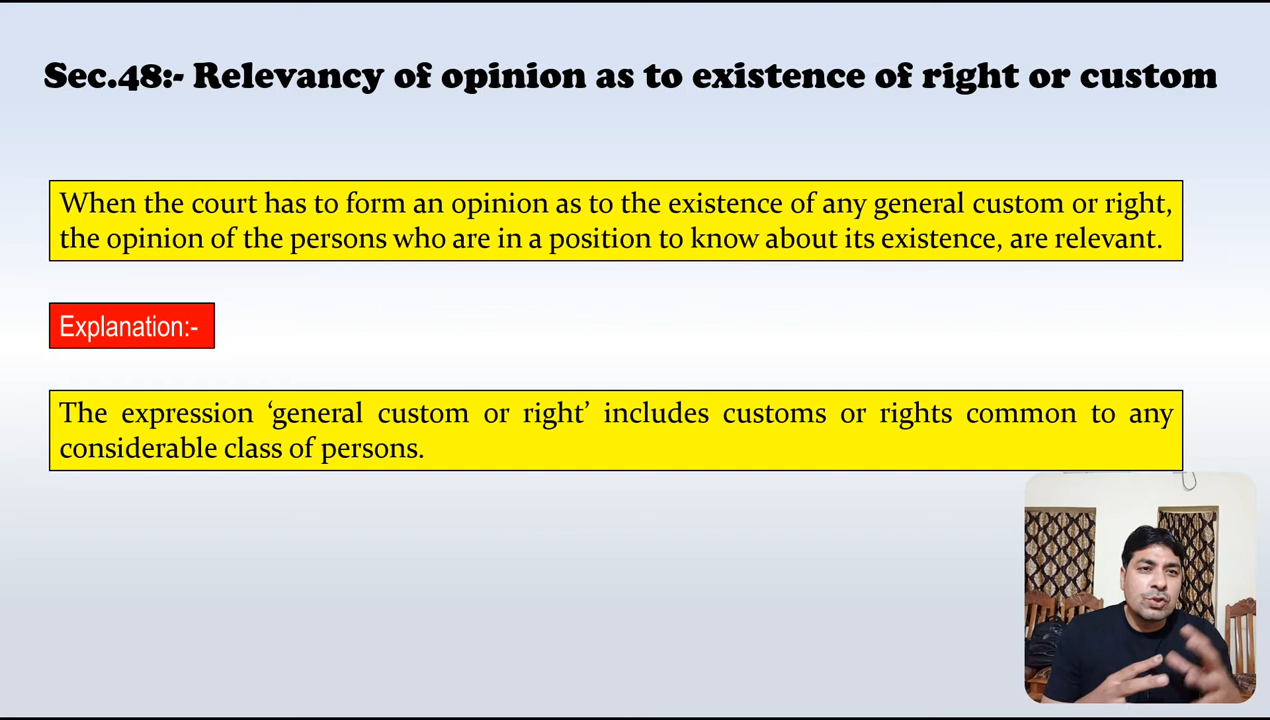 Sec.48:- Relevancy of opinion as to existence of right or custom
When the court has to form an opinion as to the existence of any general custom or right,
the opinion of the persons who are in a position to know about its existence, are relevant.
Explanation:-
The expression ‘general custom or right’ includes customs or rights common to any
considerable class of persons.